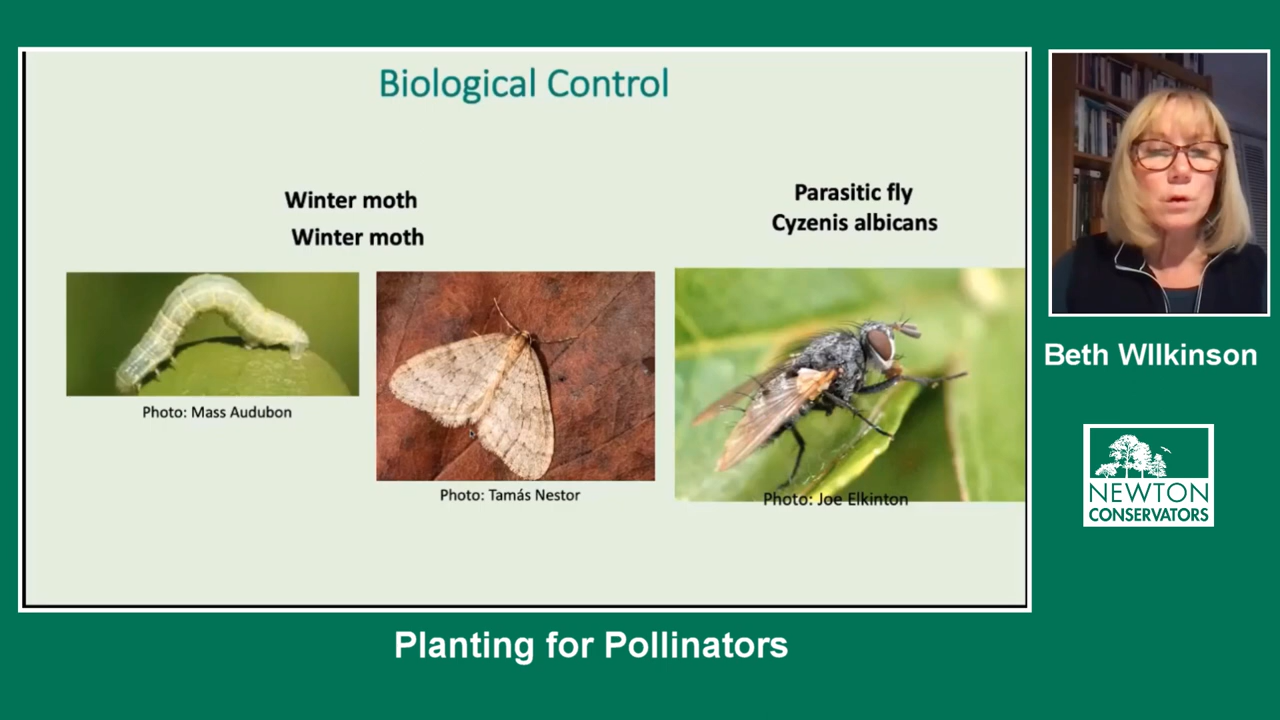 Biological Control
Winter moth
Winter moth
Parasitic fly
Cyzenis albicans
Photo: Mass Audubon
Photo: Tamás Nestor
Photo: Joe Elkinton
Beth WIlkinson
NEWTON
CONSERVATORS
Planting for Pollinators